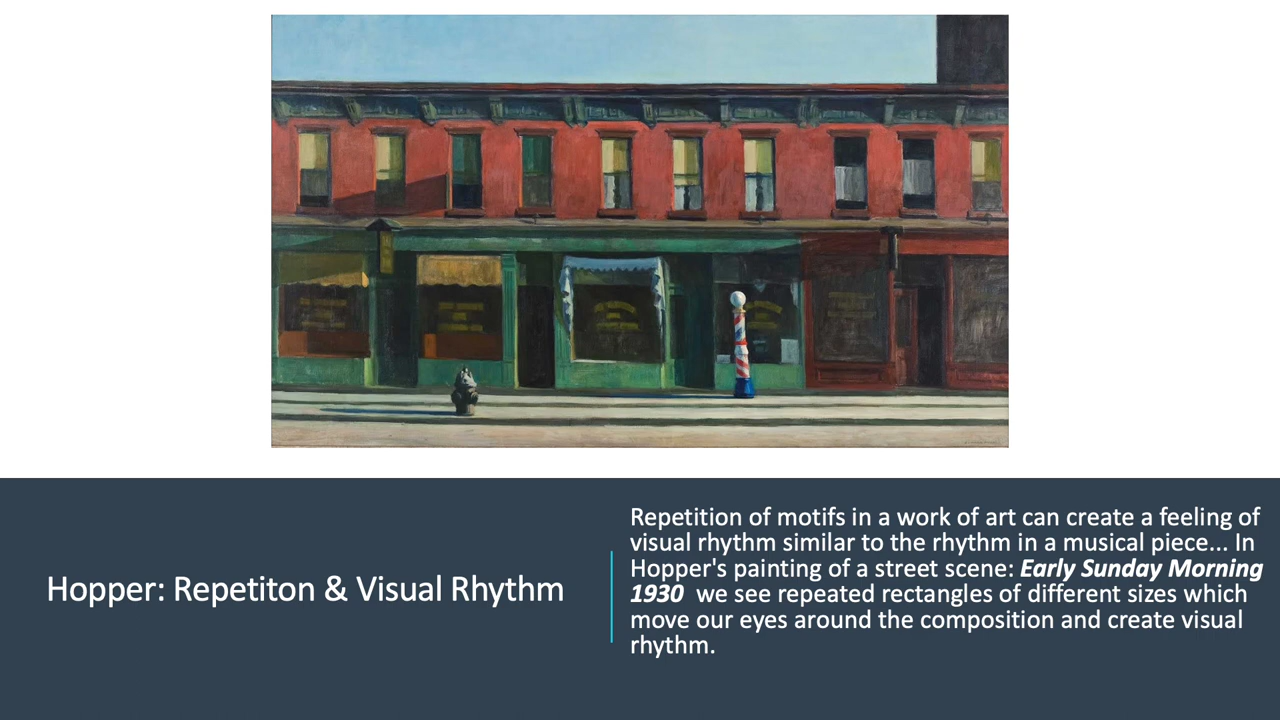 Hopper: Repetiton & Visual Rhythm
Repetition of motifs in a work of art can create a feeling of
visual rhythm similar to the rhythm in a musical piece... In
Hopper's painting of a street scene: Early Sunday Morning
1930 we see repeated rectangles of different sizes which
move our eyes around the composition and create visual
rhythm.